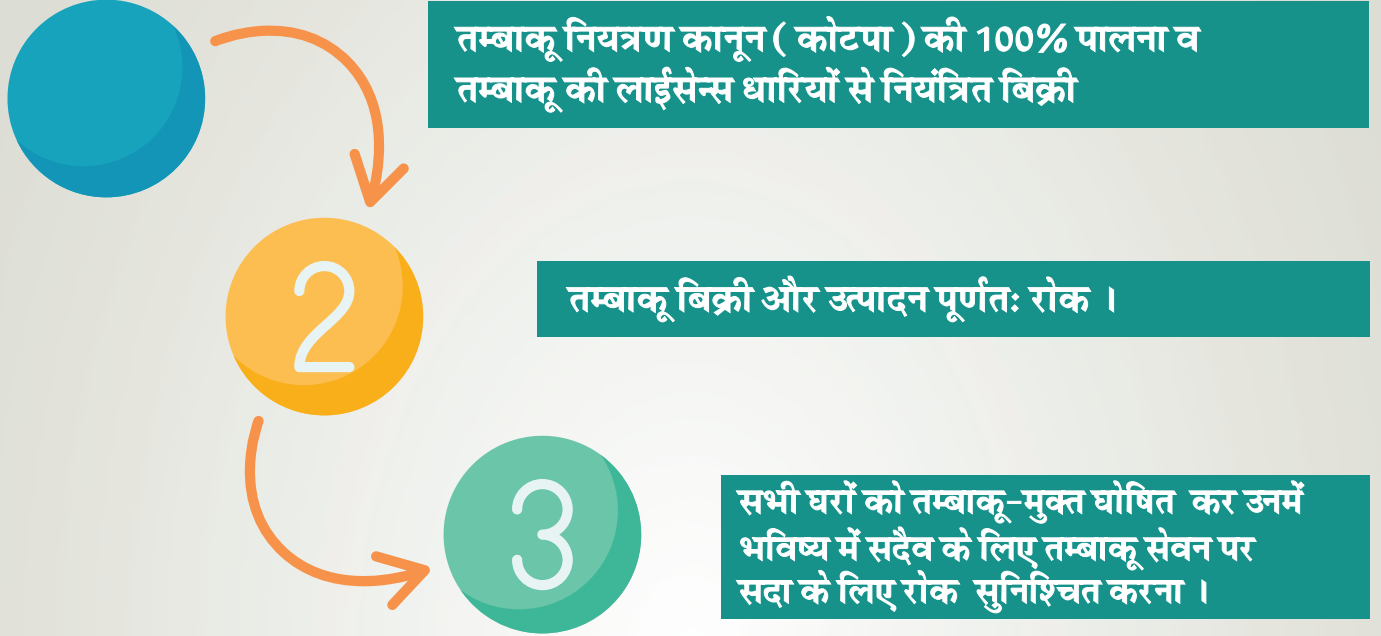 तम्बाकू नियत्रण कानून ( कोटपा ) की 100% पालना व
तम्बाकू की लाईसेन्स धारियों से नियंत्रित बिक्री
2
तम्बाकू बिक्री और उत्पादन पूर्णतः रोक ।
3
सभी घरों को तम्बाकू-मुक्त घोषित कर उनमें
भविष्य में सदैव के लिए तम्बाकू सेवन पर
सदा के लिए रोक सुनिश्चित करना ।